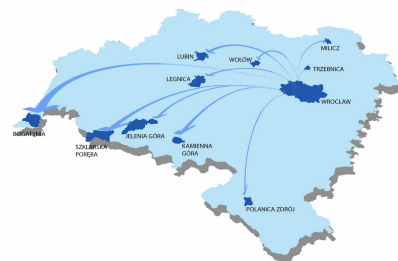 MILICZ
LUBIN
WOŁÓW
TRZEBNICA
LEGNICA
WROCŁAW
BOGATYNIA
SZKLARSKA
PORĘBA
JELENIA GÓRA
KAMIENNA
GÓRA
POLANICA ZDRÓJ